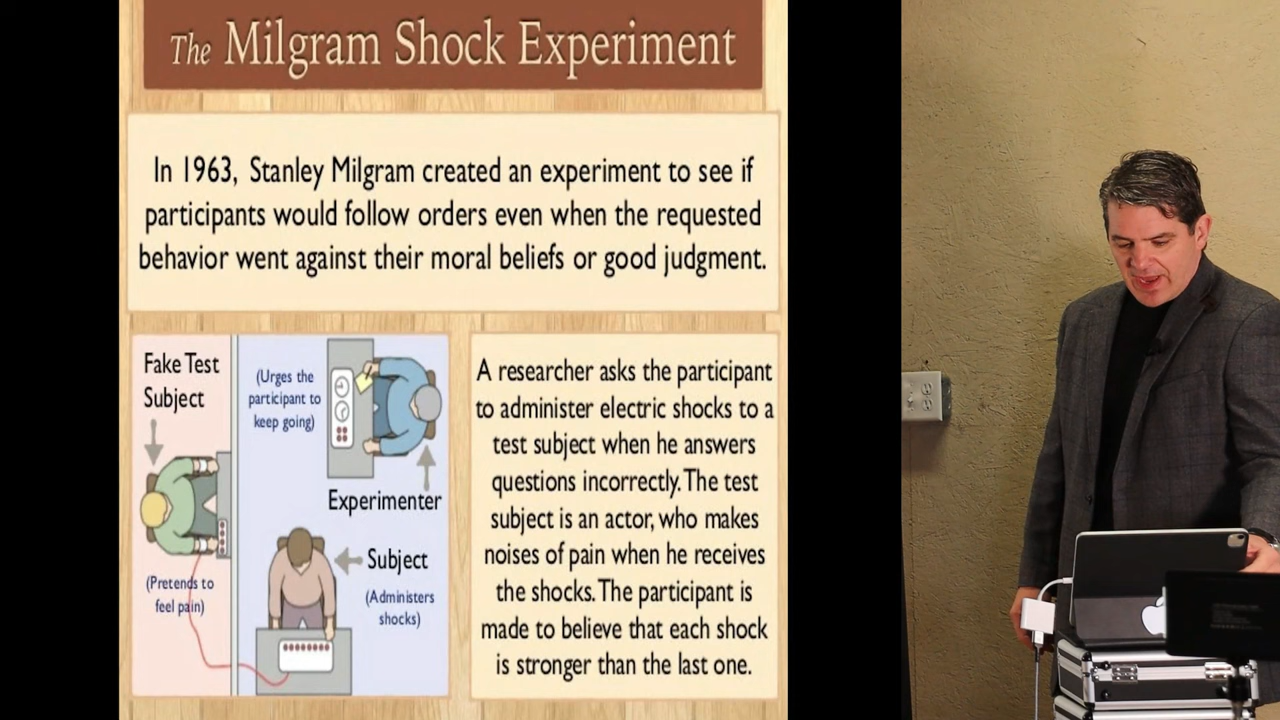 The Milgram Shock Experiment
In 1963, Stanley Milgram created an experiment to see if
participants would follow orders even when the requested
behavior went against their moral beliefs or good judgment.
Fake Test
Subject
(Pretends to
feel pain)
(Urges the
participant to
keep going)
Experimenter
Subject
(Administers
shocks)
A researcher asks the participant
to administer electric shocks to a
test subject when he answers
questions incorrectly. The test
subject is an actor, who makes
noises of pain when he receives
the shocks. The participant is
made to believe that each shock
is stronger than the last one.